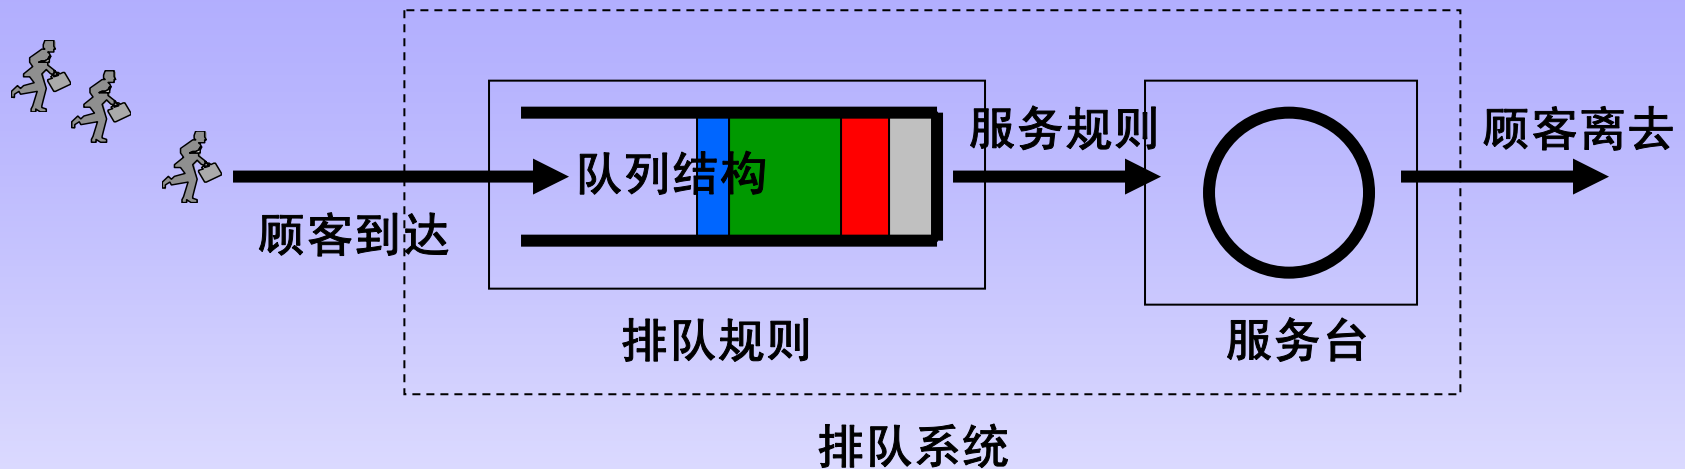 服务规则
顾客离去
队列结构
顾客到达
排队规则
服务台
排队系统